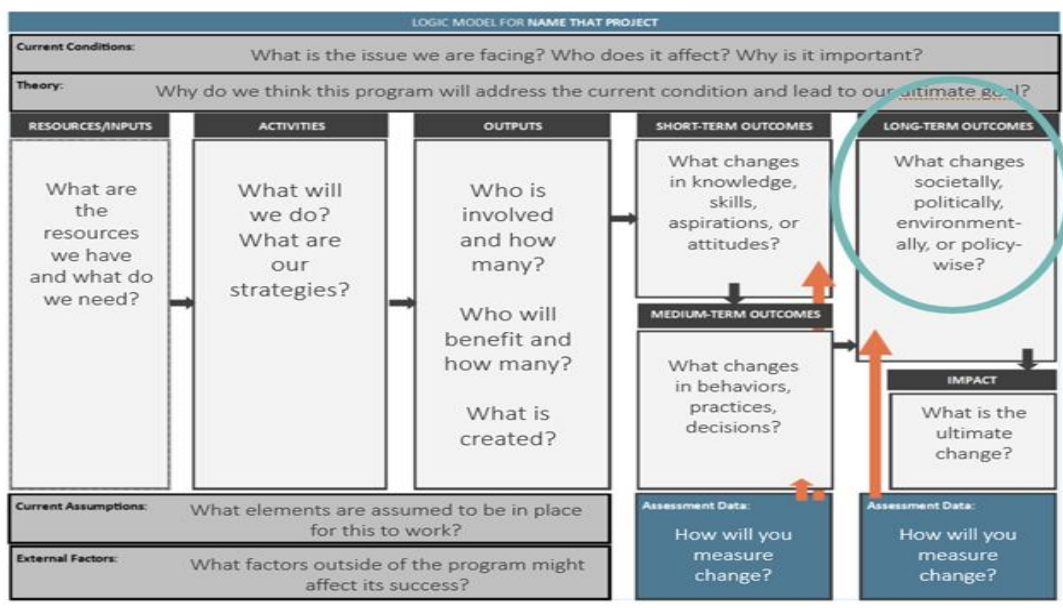 LOGIC MODEL FOR NAME THAT PROJECT
Current Conditions:
What is the issue we are facing? Who does it affect? Why is it important?
Theory:
Why do we think this program will address the current condition and lead to our ultimate goal?
RESOURCES/INPUTS
What are
the
resources
we have
and what do
we need?
ACTIVITIES
What will
we do?
What are
our
strategies?
OUTPUTS
Who is
involved
and how
many?
Who will
benefit and
how many?
What is
created?
SHORT-TERM OUTCOMES
What changes
in knowledge,
skills,
aspirations, or
attitudes?
MEDIUM-TERM OUTCOMES
What changes
in behaviors,
practices,
decisions?
LONG-TERM OUTCOMES
What changes
societally,
politically,
environment-
ally, or policy-
wise?
IMPACT
What is the
ultimate
change?
Current Assumptions:
What elements are assumed to be in place
for this to work?
External Factors:
What factors outside of the program might
affect its success?
Assessment Data:
How will you
measure
change?
Assessment Data:
How will you
measure
change?